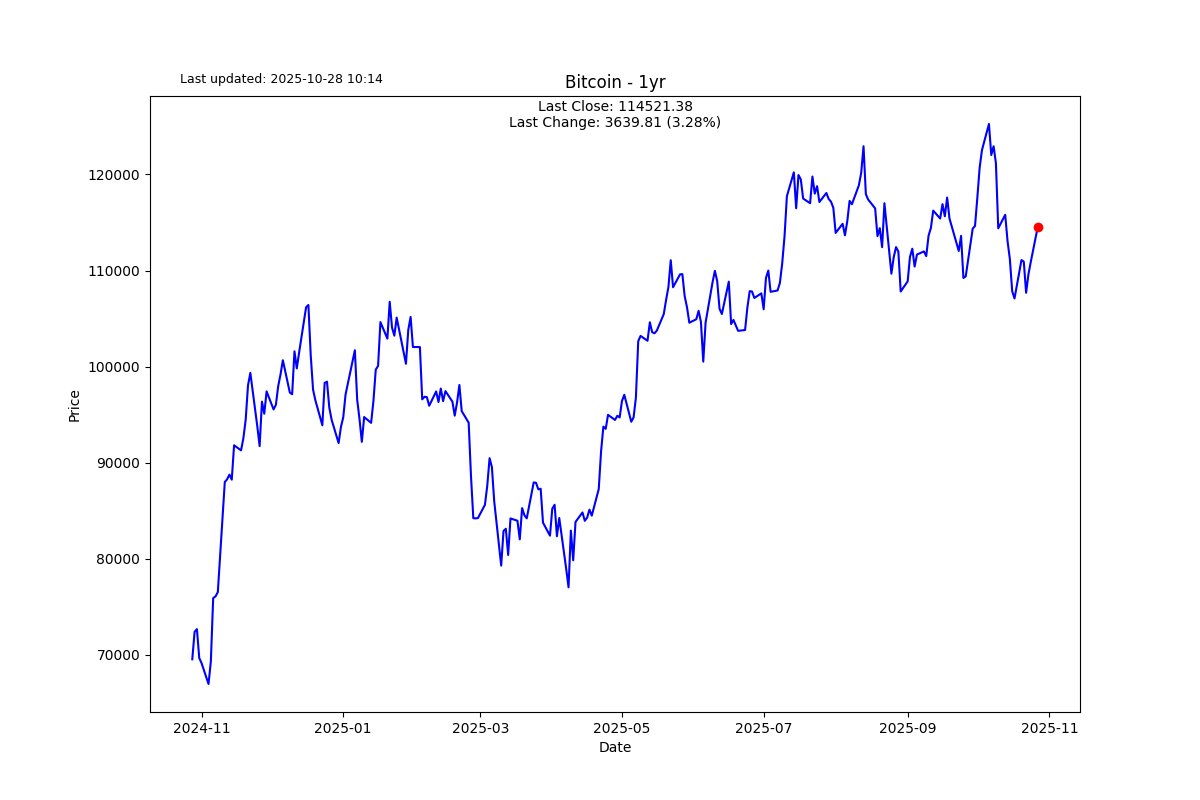 Last updated: 2025-10-28 10:14
Bitcoin - 1yr
Last Close: 114521.38
Last Change: 3639.81 (3.28%)
Price
120000
110000
100000
90000
80000
70000
2024-11
2025-01
2025-03
2025-05
2025-07
2025-09
2025-11
Date